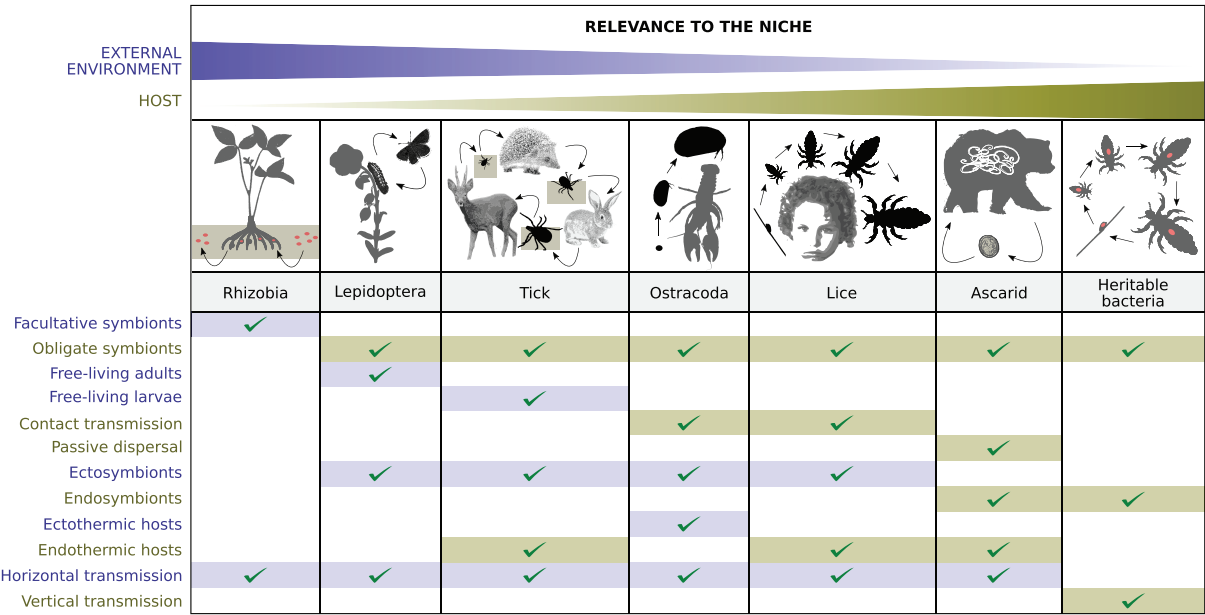 RELEVANCE TO THE NICHE
EXTERNAL
ENVIRONMENT
HOST
Rhizobia
Lepidoptera
Tick
Ostracoda
Lice
Ascarid
Heritable
bacteria
Facultative symbionts
Obligate symbionts
Free-living adults
Free-living larvae
Contact transmission
Passive dispersal
Ectosymbionts
Endosymbionts
Ectothermic hosts
Endothermic hosts
Horizontal transmission
Vertical transmission